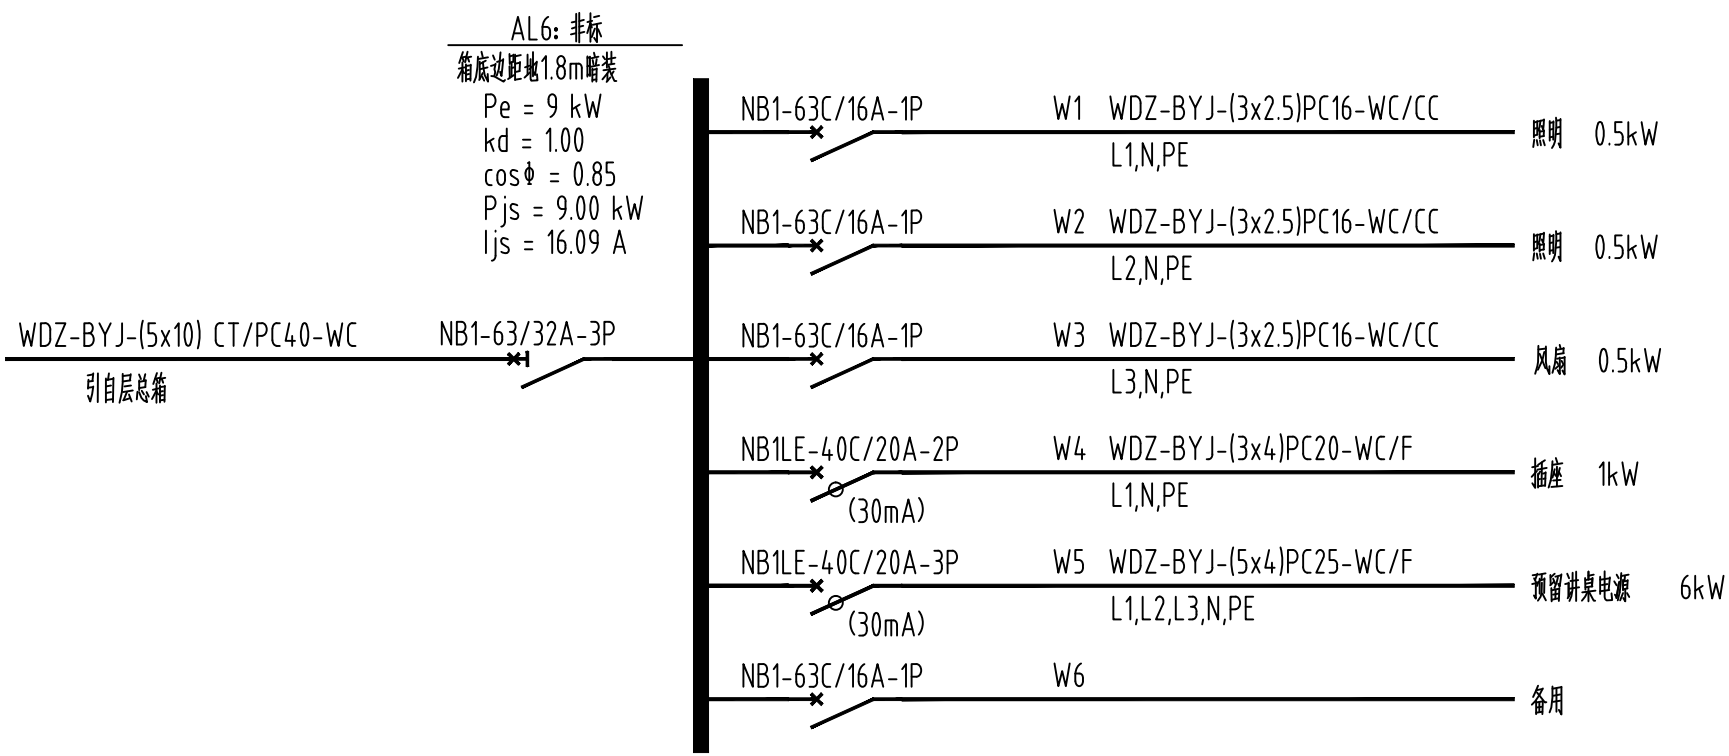 AL6: 非标
箱底边距地1.8m暗装
Pe = 9 kW
kd = 1.00
cosΦ = 0.85
Pjs = 9.00 kW
Ijs = 16.09 A
WDZ-BYJ-(5x10) CT/PC40-WC
NB1-63/32A-3P
引自层总箱
NB1-63C/16A-1P W1 WDZ-BYJ-(3x2.5)PC16-WC/CC
照明 0.5kW
L1,N,PE
NB1-63C/16A-1P W2 WDZ-BYJ-(3x2.5)PC16-WC/CC
照明 0.5kW
L2,N,PE
NB1-63C/16A-1P W3 WDZ-BYJ-(3x2.5)PC16-WC/CC
风扇 0.5kW
L3,N,PE
NB1LE-40C/20A-2P W4 WDZ-BYJ-(3x4)PC20-WC/F
插座 1kW
(30mA) L1,N,PE
NB1LE-40C/20A-3P W5 WDZ-BYJ-(5x4)PC25-WC/F
预留讲桌电源 6kW
(30mA) L1,L2,L3,N,PE
NB1-63C/16A-1P W6
备用